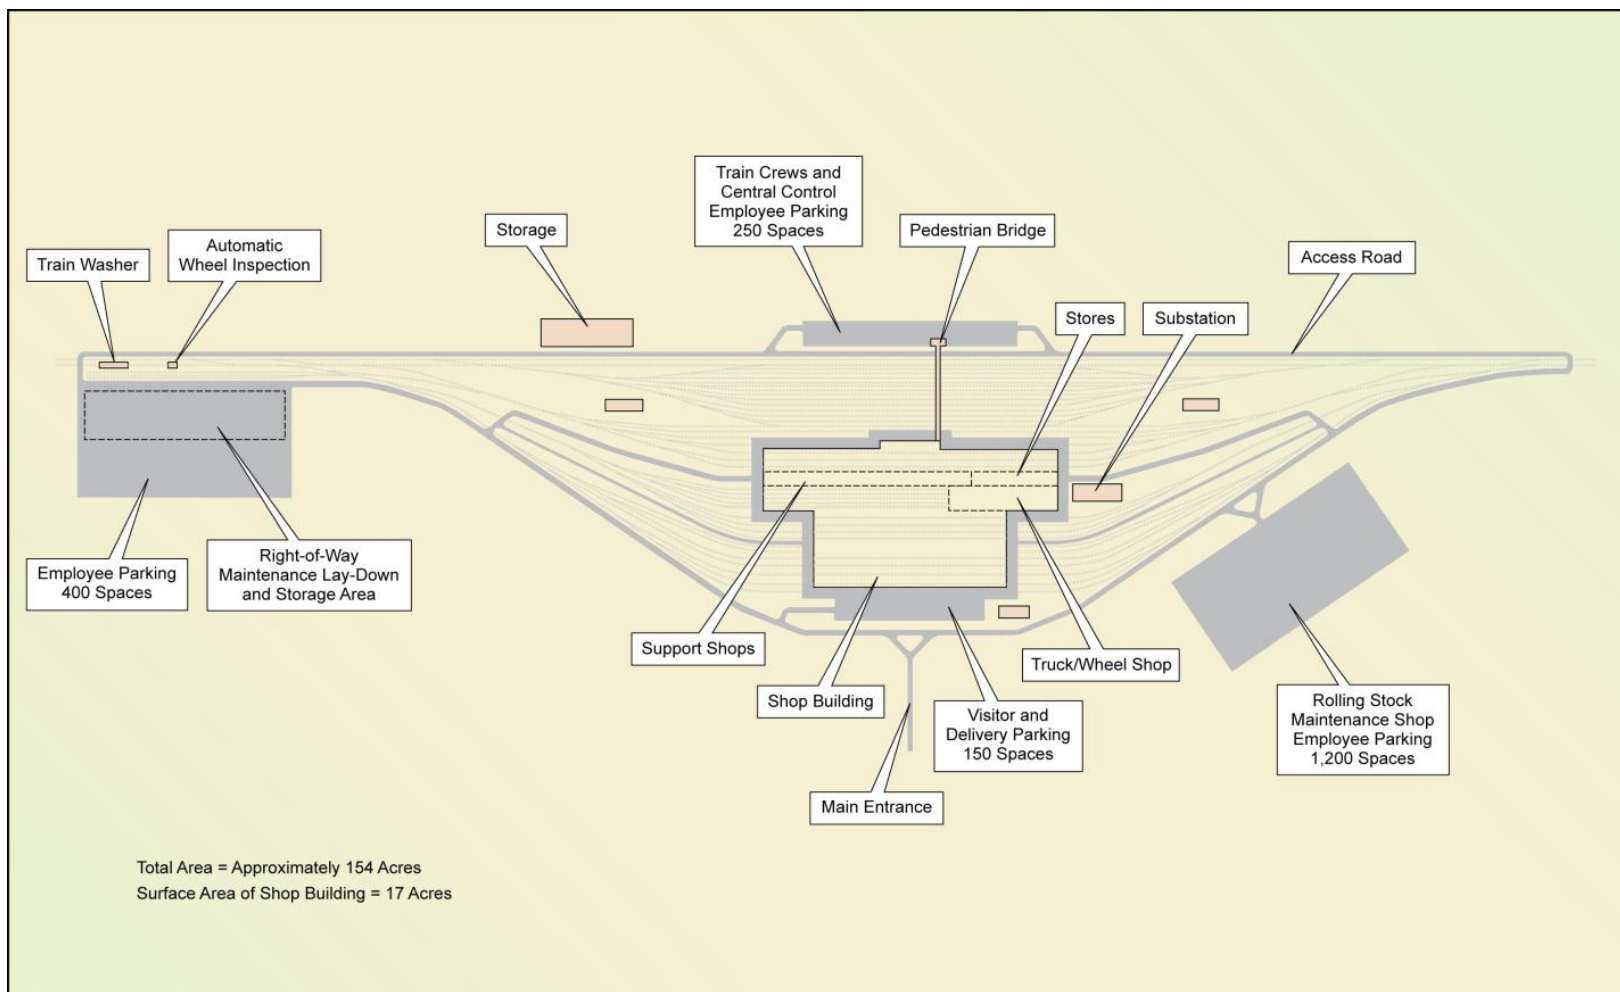 Train Crews and
Central Control
Employee Parking
250 Spaces
Storage
Pedestrian Bridge
Automatic
Wheel Inspection
Train Washer
Access Road
Stores
Substation
Employee Parking
400 Spaces
Right-of-Way
Maintenance Lay-Down
and Storage Area
Support Shops
Truck/Wheel Shop
Shop Building
Visitor and
Delivery Parking
150 Spaces
Rolling Stock
Maintenance Shop
Employee Parking
1,200 Spaces
Main Entrance
Total Area = Approximately 154 Acres
Surface Area of Shop Building = 17 Acres